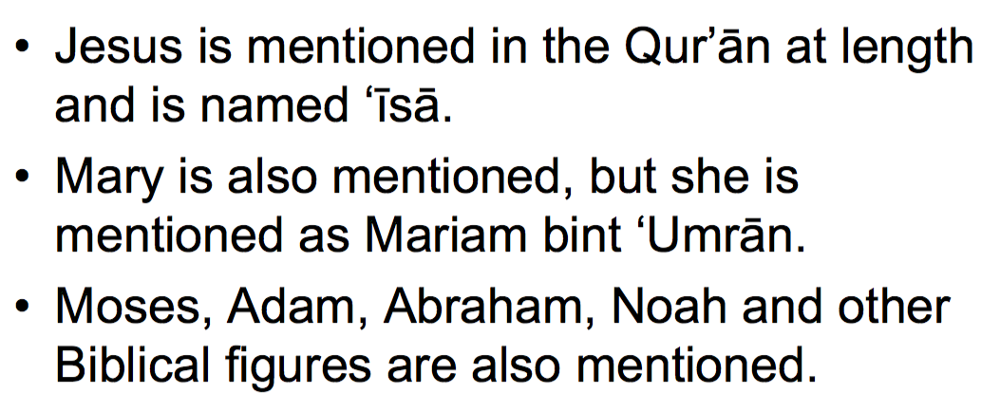 • Jesus is mentioned in the Qur’ān at length
and is named ‘īsā.
• Mary is also mentioned, but she is
mentioned as Mariam bint ‘Umrān.
• Moses, Adam, Abraham, Noah and other
Biblical figures are also mentioned.